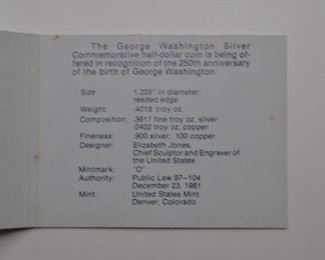 The George Washington Silver
Commemorative half-dollar coin is being of-
fered in recognition of the 250th anniversary
of the birth of George Washington.
Size 1.205" in diameter;
reeded edge
Weight: .4019 troy oz.
Composition: .3617 fine troy oz. silver
.0402 troy oz. copper
Fineness: .900 silver; .100 copper
Designer: Elizabeth Jones,
Chief Sculptor and Engraver of
the United States
Mintmark: "D"
Authority: Public Law 97-104
December 23, 1981
Mint: United States Mint
Denver, Colorado